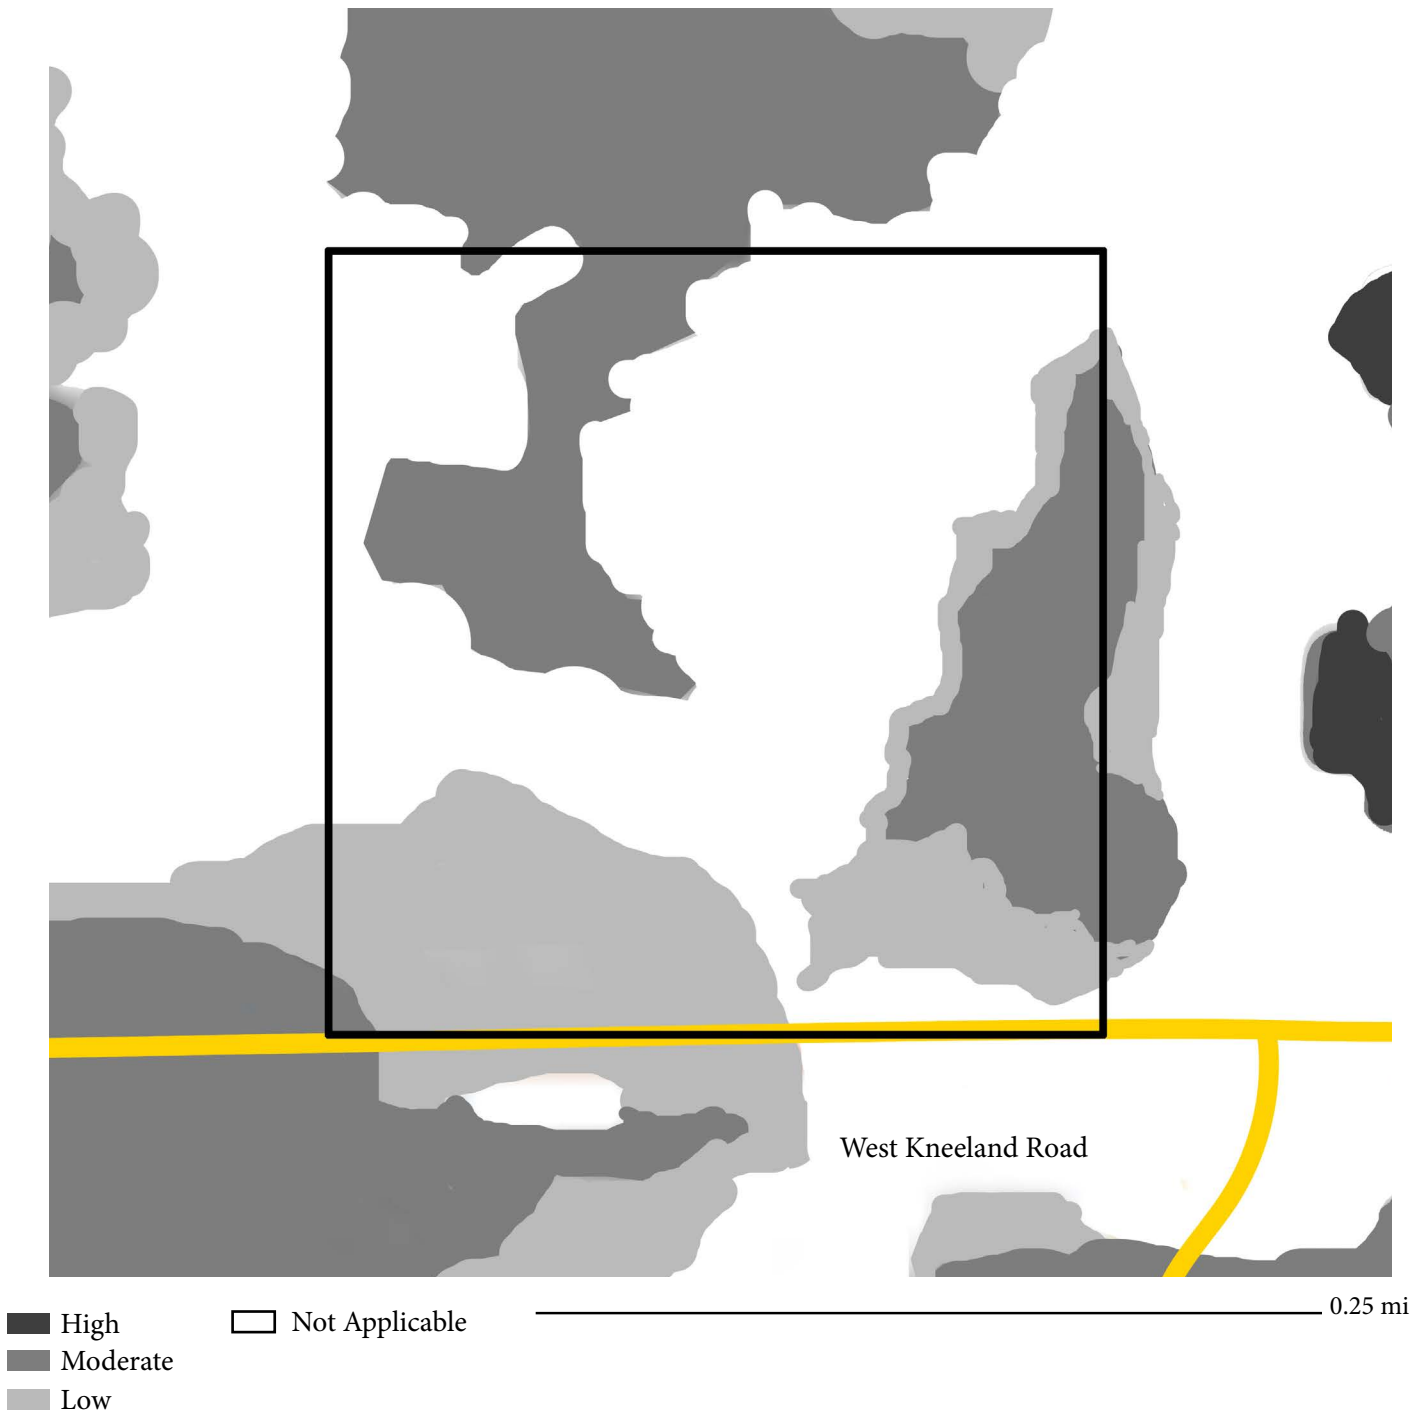 West Kneeland Road
0.25 mi
High
Not Applicable
Moderate
Low